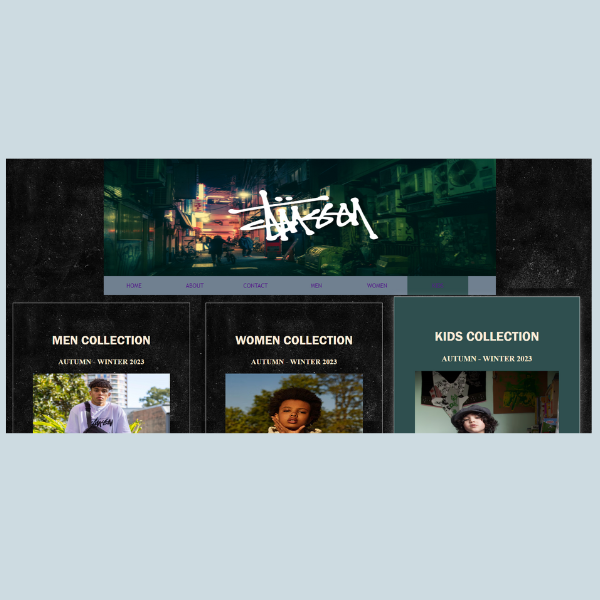 Stüssy
HOME ABOUT CONTACT MEN WOMEN KIDS
MEN COLLECTION
AUTUMN - WINTER 2023
WOMEN COLLECTION
AUTUMN - WINTER 2023
KIDS COLLECTION
AUTUMN - WINTER 2023